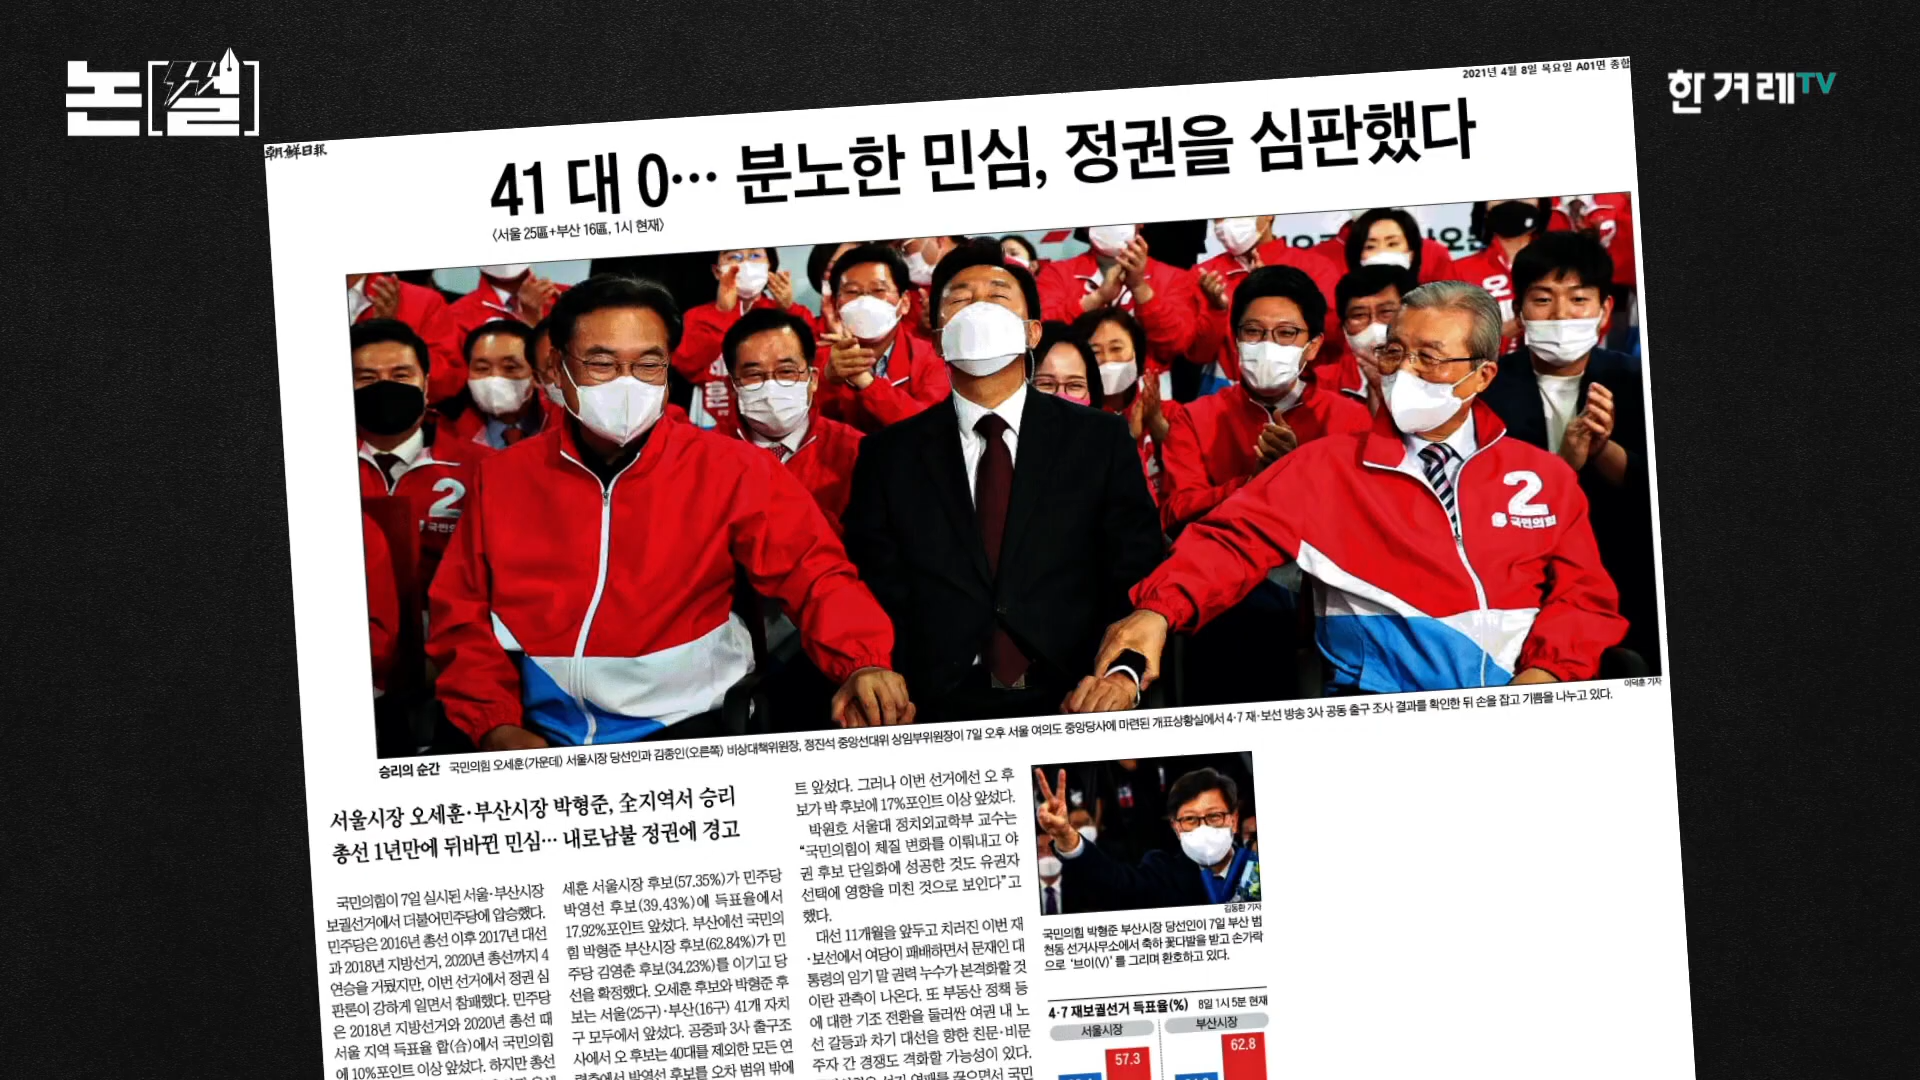 논[썰]
한겨레TV
2021년 4월 8일 목요일 A01면 종합
朝鮮日報
41 대 0… 분노한 민심, 정권을 심판했다
〈서울 25區+부산 16區, 1시 현재〉
2
국민의힘
이덕훈 기자
승리의 순간 국민의힘 오세훈(가운데) 서울시장 당선인과 김종인(오른쪽) 비상대책위원장, 정진석 중앙선대위 상임부위원장이 7일 오후 서울 여의도 중앙당사에 마련된 개표상황실에서 4·7 재·보선 방송 3사 공동 출구 조사 결과를 확인한 뒤 손을 잡고 기쁨을 나누고 있다.
서울시장 오세훈·부산시장 박형준, 全지역서 승리
총선 1년만에 뒤바뀐 민심… 내로남불 정권에 경고
국민의힘이 7일 실시된 서울·부산시장
보궐선거에서 더불어민주당에 압승했다.
민주당은 2016년 총선 이후 2017년 대선
과 2018년 지방선거, 2020년 총선까지 4
연승을 거뒀지만, 이번 선거에서 정권 심
판론이 강하게 일면서 참패했다. 민주당
은 2018년 지방선거와 2020년 총선 때
서울 지역 득표율 합(合)에서 국민의힘
에 10%포인트 이상 앞섰다. 하지만 총선
세훈 서울시장 후보(57.35%)가 민주당
박영선 후보(39.43%)에 득표율에서
17.92%포인트 앞섰다. 부산에선 국민의
힘 박형준 부산시장 후보(62.84%)가 민
주당 김영춘 후보(34.23%)를 이기고 당
선을 확정했다. 오세훈 후보와 박형준 후
보는 서울(25구)·부산(16구) 41개 자치
구 모두에서 앞섰다. 공중파 3사 출구조
사에서 오 후보는 40대를 제외한 모든 연
령층에서 박영선 후보를 오차 범위 밖에
트 앞섰다. 그러나 이번 선거에선 오 후
보가 박 후보에 17%포인트 이상 앞섰다.
박원호 서울대 정치외교학부 교수는
“국민의힘이 체질 변화를 이뤄내고 야
권 후보 단일화에 성공한 것도 유권자
선택에 영향을 미친 것으로 보인다”고
했다.
대선 11개월을 앞두고 치러진 이번 재
·보선에서 여당이 패배하면서 문재인 대
통령의 임기 말 권력 누수가 본격화할 것
이란 관측이 나온다. 또 부동산 정책 등
에 대한 기조 전환을 둘러싼 여권 내 노
선 갈등과 차기 대선을 향한 친문·비문
주자 간 경쟁도 격화할 가능성이 있다.
김동환 기자
국민의힘 박형준 부산시장 당선인이 7일 부산 범
천동 선거사무소에서 축하 꽃다발을 받고 손가락
으로 ‘브이(V)’를 그리며 환호하고 있다.
4·7 재보궐선거 득표율(%) 8일 1시 5분 현재
서울시장 부산시장
57.3
62.8